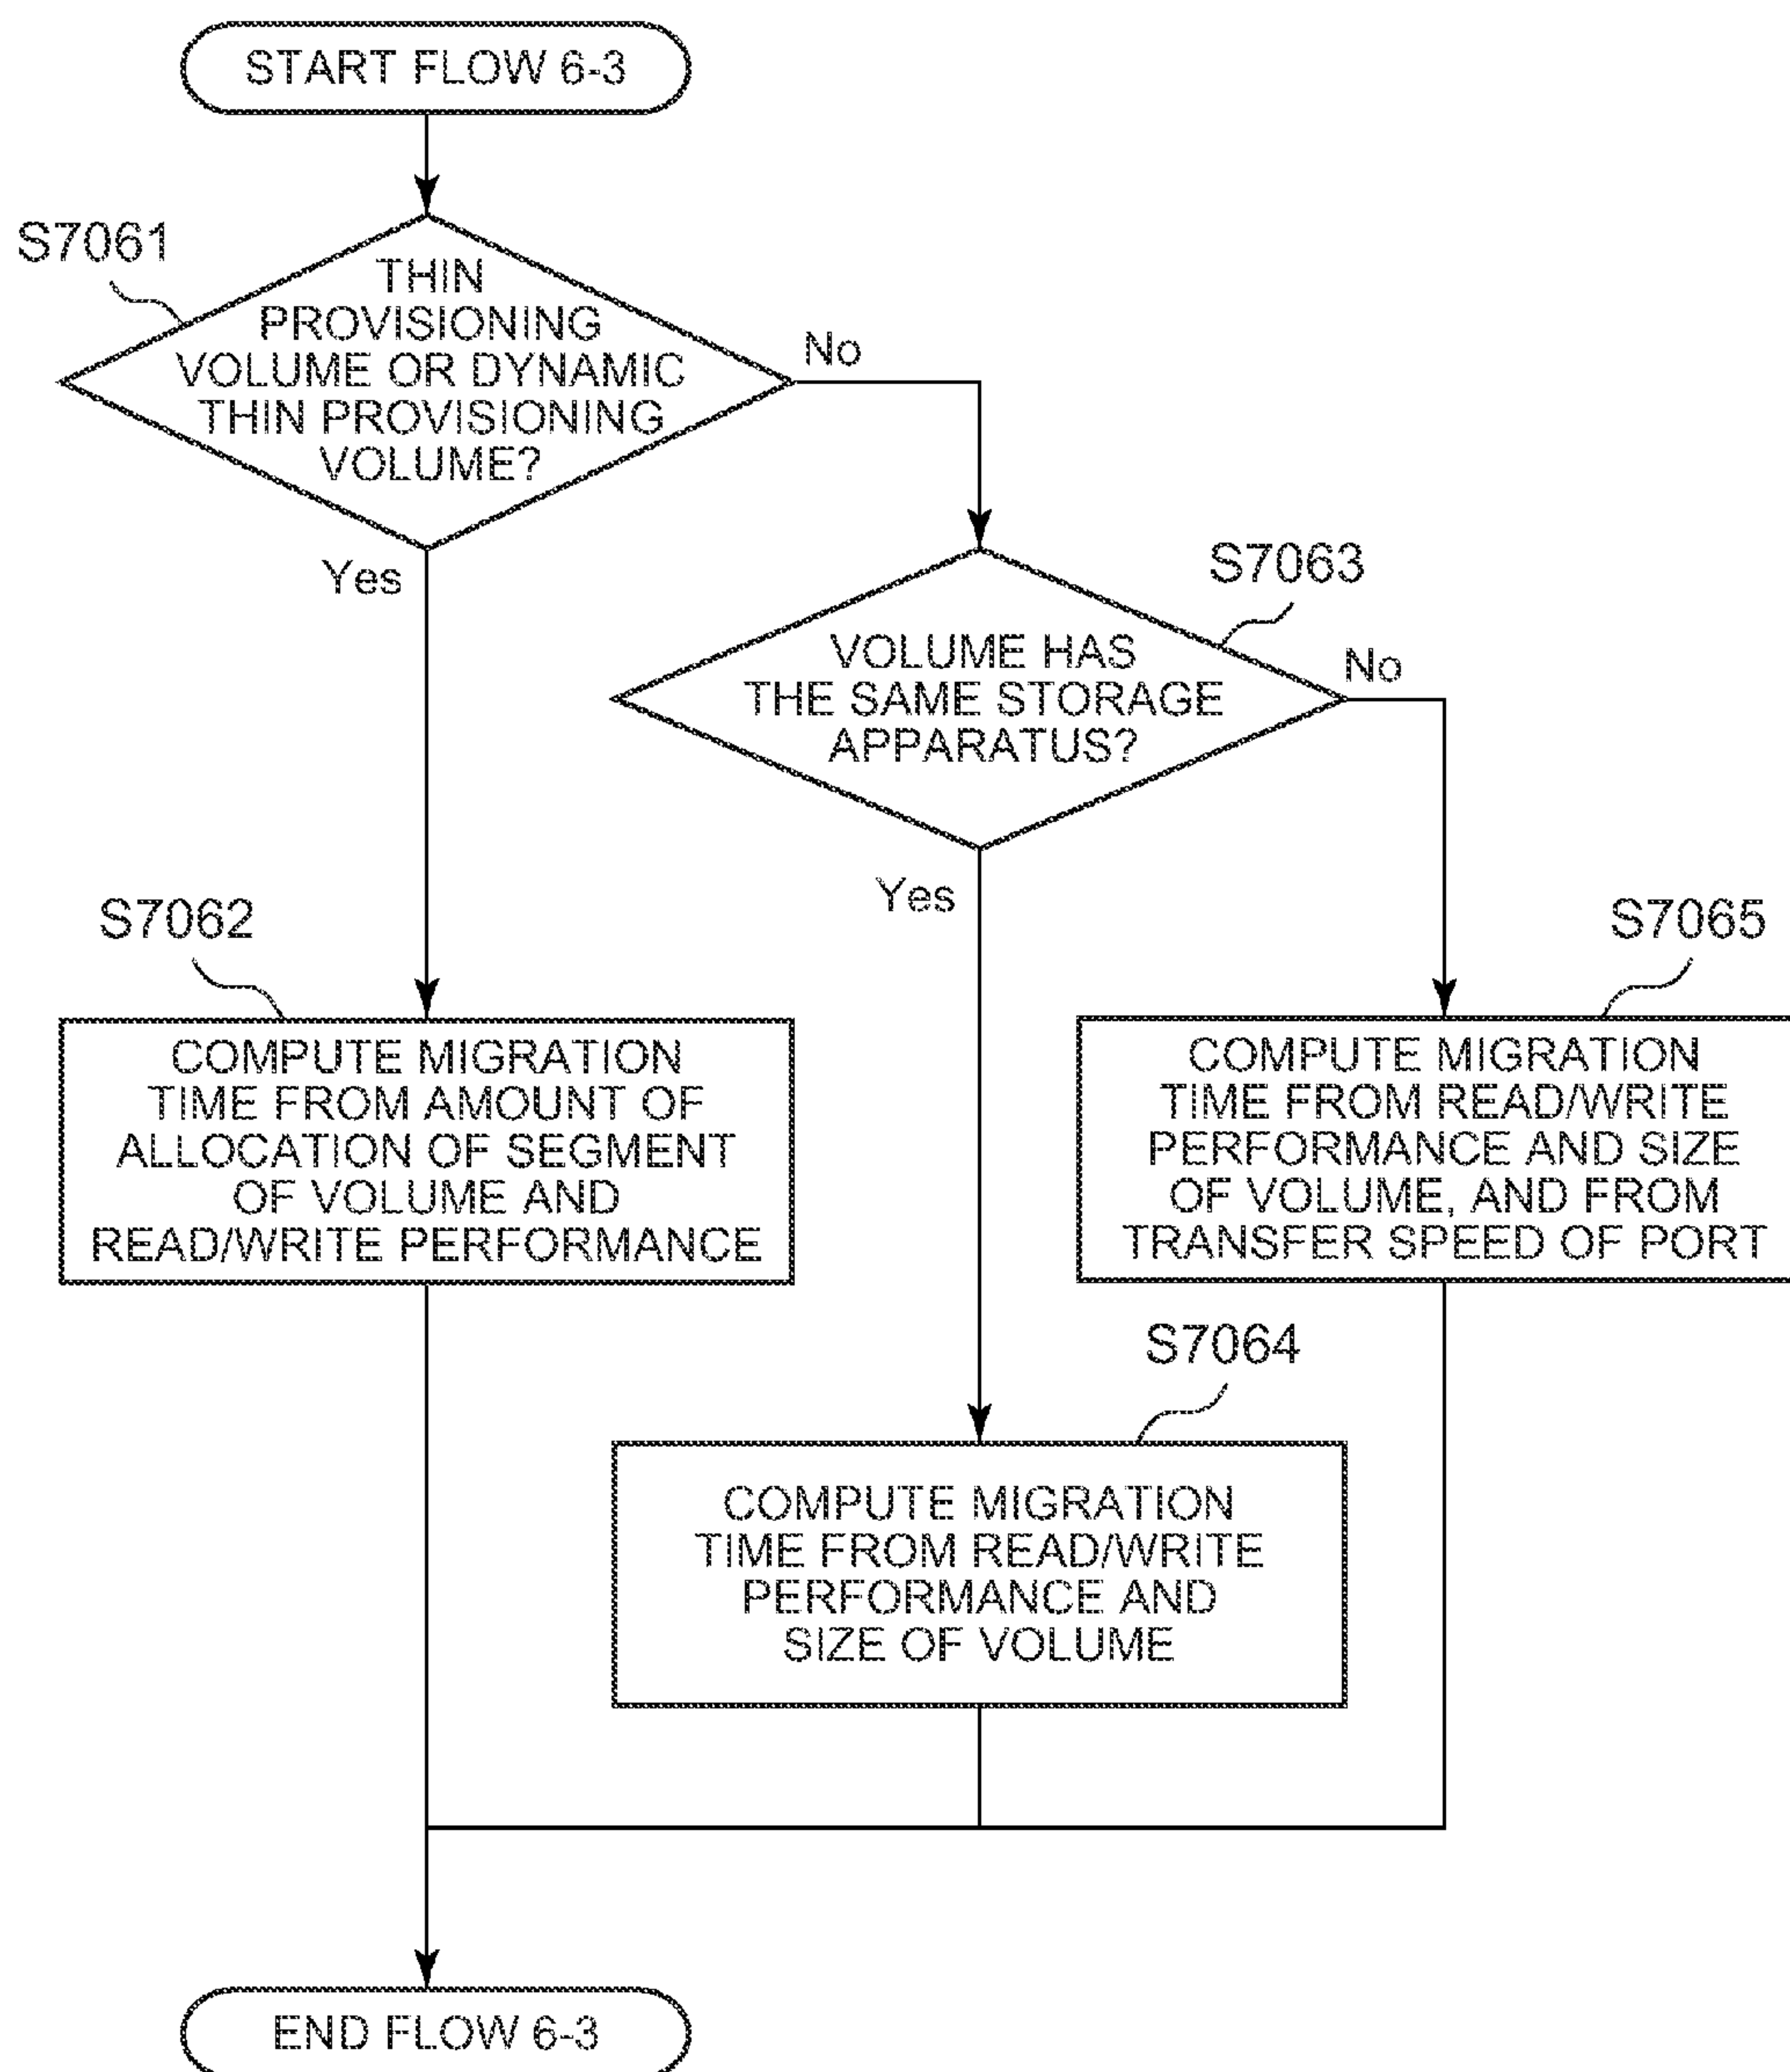 START FLOW 6-3
S7061
THIN
PROVISIONING
VOLUME OR DYNAMIC
THIN PROVISIONING
VOLUME?
No
Yes
S7063
VOLUME HAS
THE SAME STORAGE
APPARATUS?
No
Yes
S7062
COMPUTE MIGRATION
TIME FROM AMOUNT OF
ALLOCATION OF SEGMENT
OF VOLUME AND
READ/WRITE PERFORMANCE
S7065
COMPUTE MIGRATION
TIME FROM READ/WRITE
PERFORMANCE AND SIZE
OF VOLUME, AND FROM
TRANSFER SPEED OF PORT
S7064
COMPUTE MIGRATION
TIME FROM READ/WRITE
PERFORMANCE AND
SIZE OF VOLUME
END FLOW 6-3